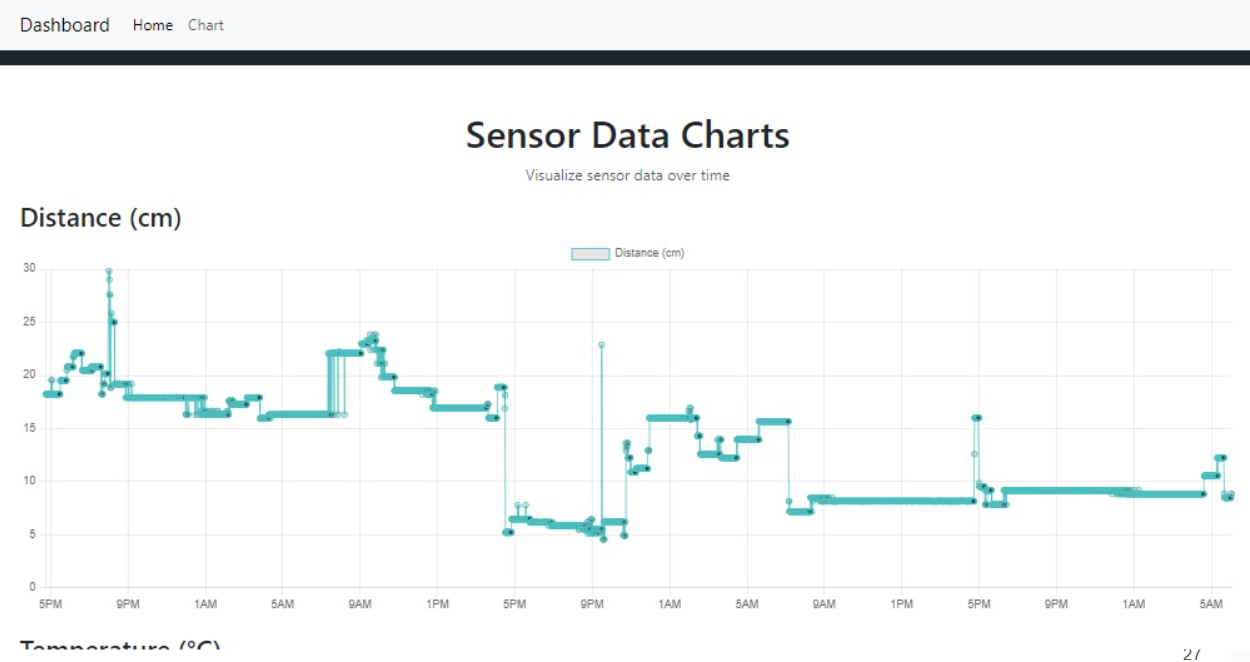 Dashboard Home Chart
Sensor Data Charts
Visualize sensor data over time
Distance (cm)
Distance (cm)
30
25
20
15
10
5
0
5PM 9PM 1AM 5AM 9AM 1PM 5PM 9PM 1AM 5AM 9AM 1PM 5PM 9PM 1AM 5AM
Temperature (°C)
27